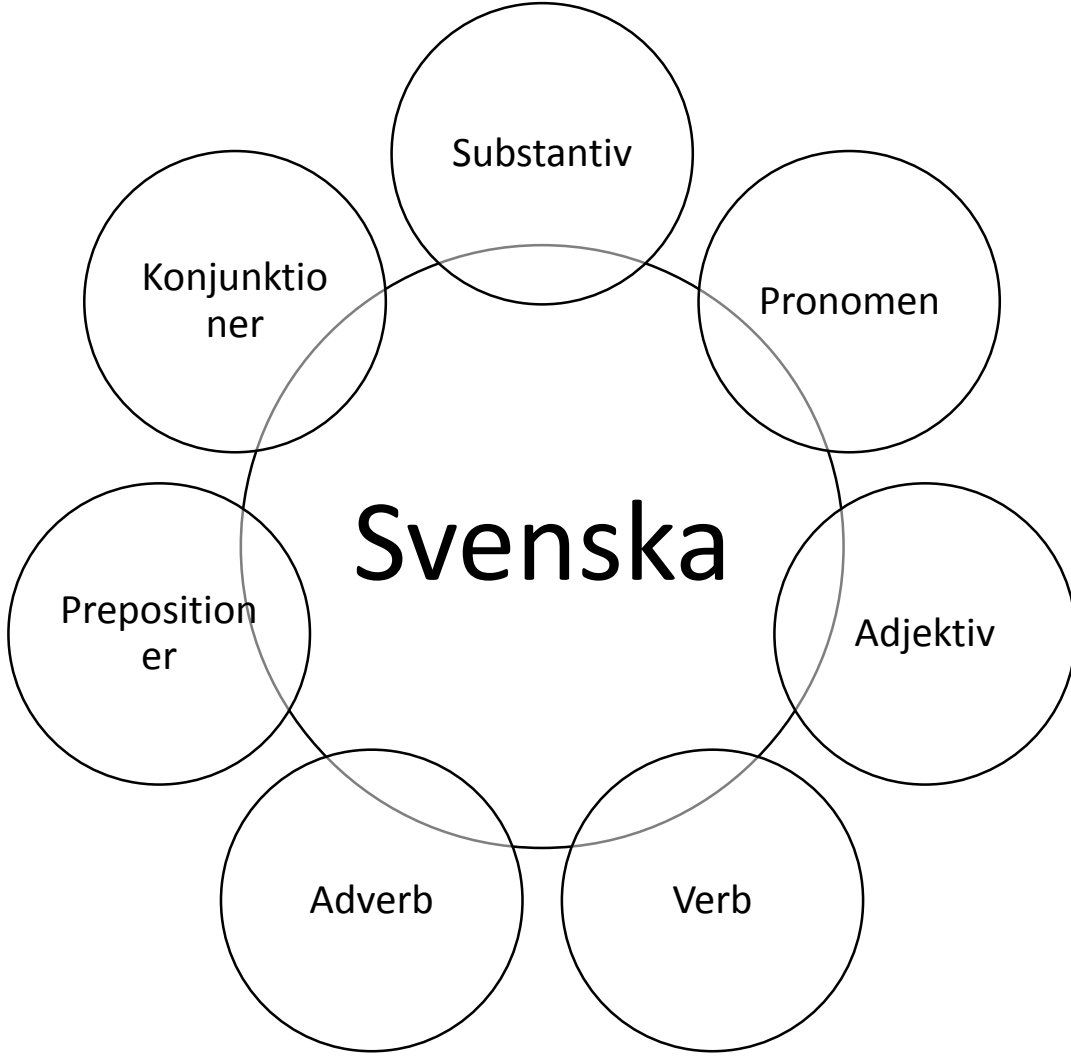 Substantiv
Konjunktio
ner
Pronomen
Svenska
Preposition
er
Adjektiv
Adverb
Verb